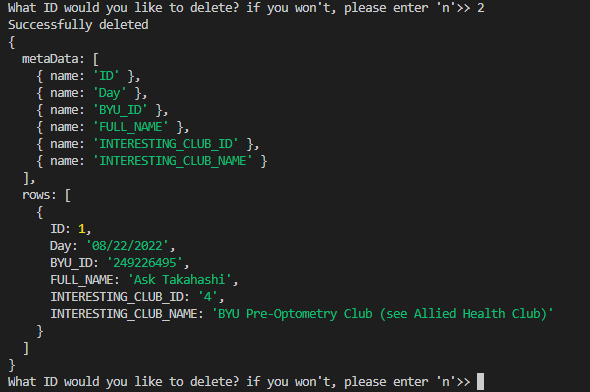 What ID would you like to delete? if you won't, please enter 'n'>> 2
Successfully deleted
{
  metaData: [
    { name: 'ID' },
    { name: 'Day' },
    { name: 'BYU_ID' },
    { name: 'FULL_NAME' },
    { name: 'INTERESTING_CLUB_ID' },
    { name: 'INTERESTING_CLUB_NAME' }
  ],
  rows: [
    {
      ID: 1,
      Day: '08/22/2022',
      BYU_ID: '249226495',
      FULL_NAME: 'Ask Takahashi',
      INTERESTING_CLUB_ID: '4',
      INTERESTING_CLUB_NAME: 'BYU Pre-Optometry Club (see Allied Health Club)'
    }
  ]
}
What ID would you like to delete? if you won't, please enter 'n'>>